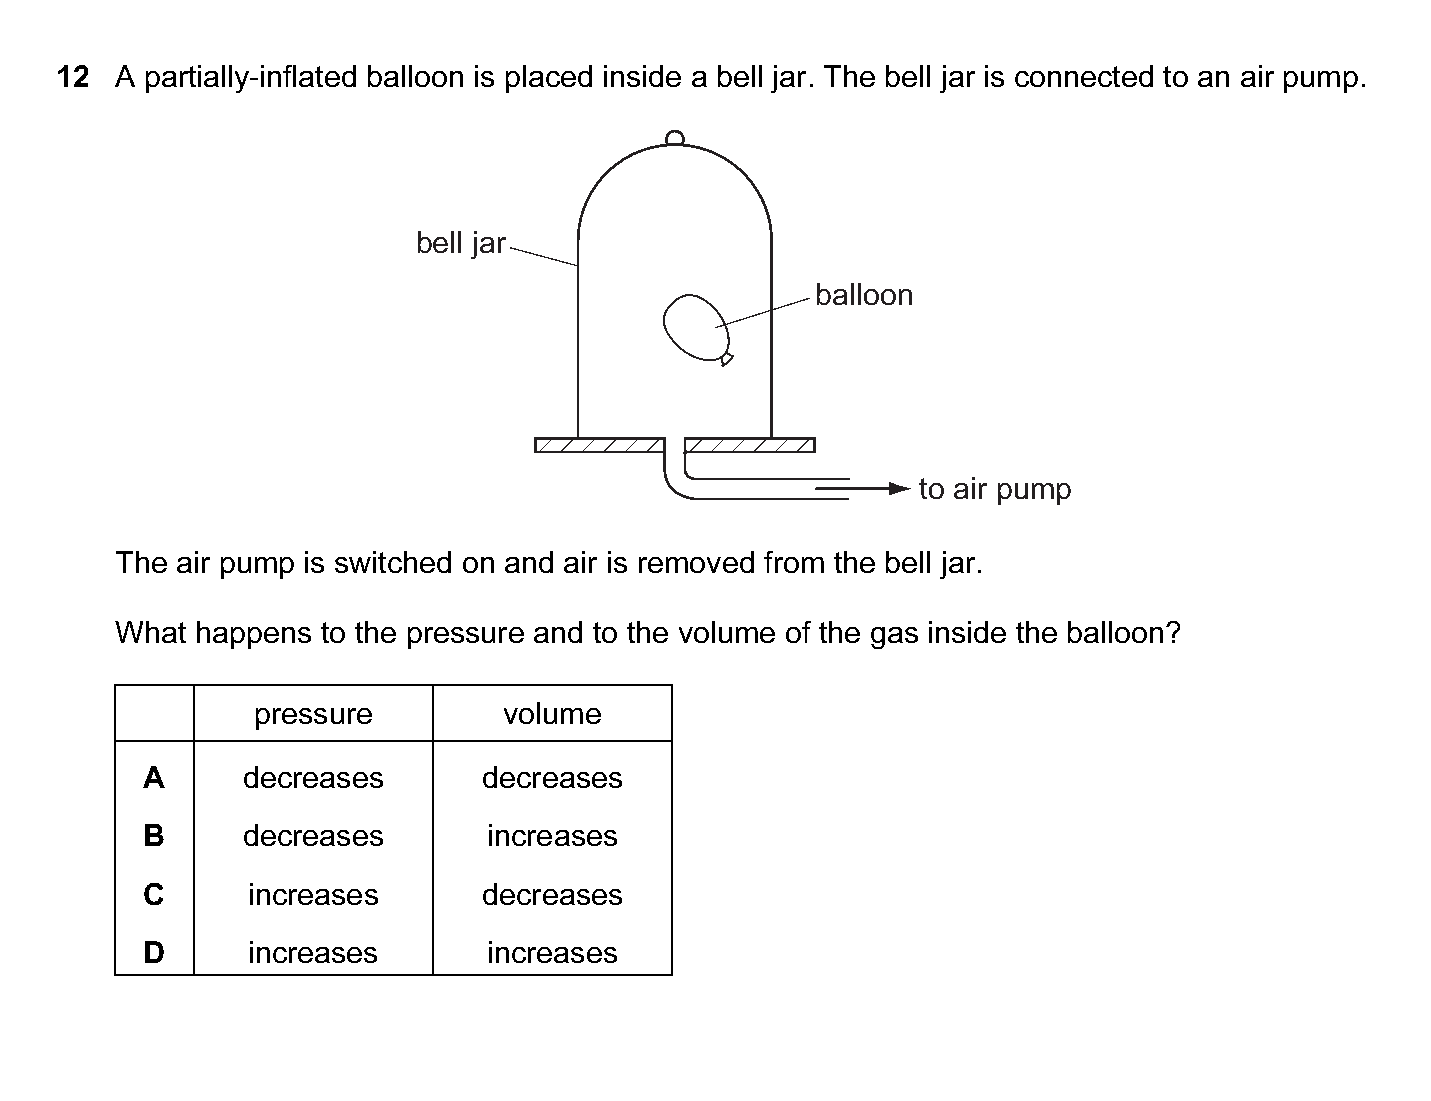 12 A partially-inflated balloon is placed inside a bell jar. The bell jar is connected to an air pump.
bell jar
balloon
to air pump
The air pump is switched on and air is removed from the bell jar.
What happens to the pressure and to the volume of the gas inside the balloon?
pressure volume
A decreases decreases
B decreases increases
C increases decreases
D increases increases